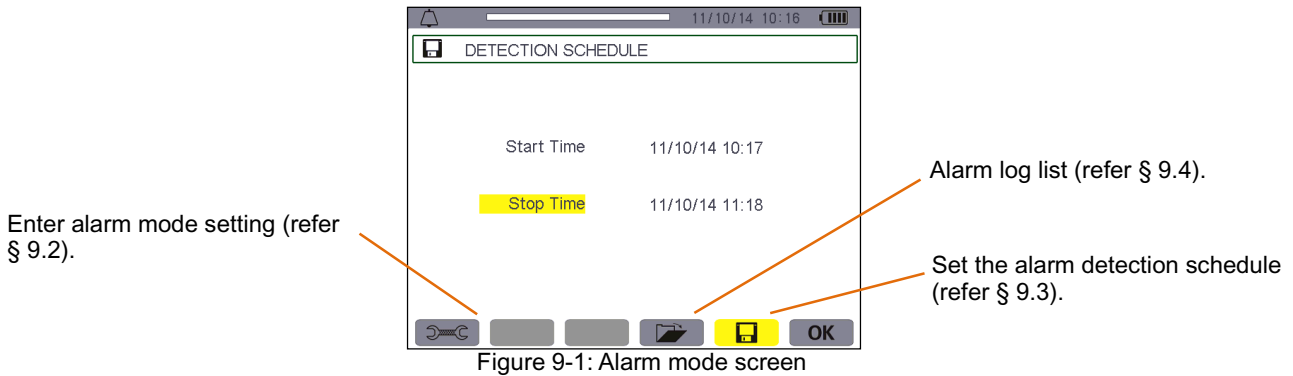 11/10/14 10:16
DETECTION SCHEDULE
Start Time 11/10/14 10:17
Stop Time 11/10/14 11:18
OK
Enter alarm mode setting (refer
§ 9.2).
Alarm log list (refer § 9.4).
Set the alarm detection schedule
(refer § 9.3).
Figure 9-1: Alarm mode screen